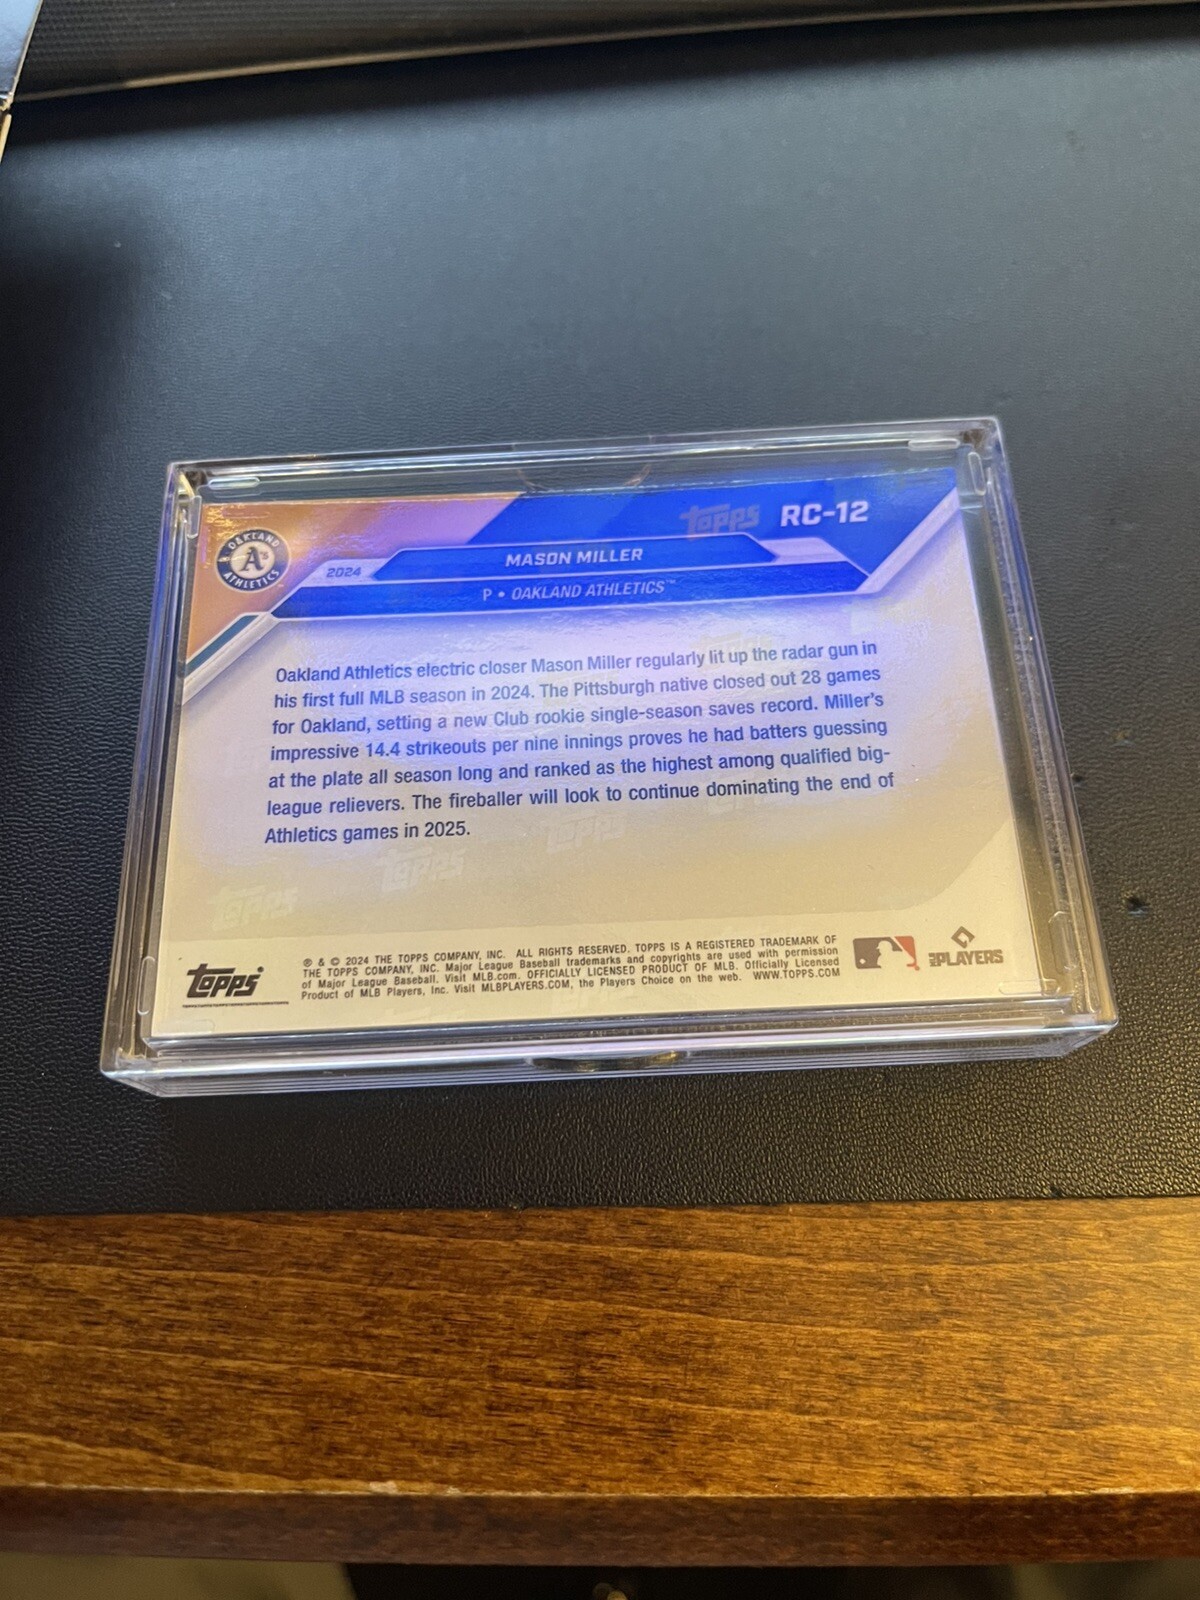 OAKLAND
A's
ATHLETICS
topps RC-12
2024
MASON MILLER
P • OAKLAND ATHLETICS™
Oakland Athletics electric closer Mason Miller regularly lit up the radar gun in
his first full MLB season in 2024. The Pittsburgh native closed out 28 games
for Oakland, setting a new Club rookie single-season saves record. Miller's
impressive 14.4 strikeouts per nine innings proves he had batters guessing
at the plate all season long and ranked as the highest among qualified big-
league relievers. The fireballer will look to continue dominating the end of
Athletics games in 2025.
topps
topps
topps
topps
® & © 2024 THE TOPPS COMPANY, INC. ALL RIGHTS RESERVED. TOPPS IS A REGISTERED TRADEMARK OF
THE TOPPS COMPANY, INC. Major League Baseball trademarks and copyrights are used with permission
of Major League Baseball. Visit MLB.com. OFFICIALLY LICENSED PRODUCT OF MLB. Officially Licensed
Product of MLB Players, Inc. Visit MLBPLAYERS.COM, the Players Choice on the web. WWW.TOPPS.COM
MLB PLAYERS